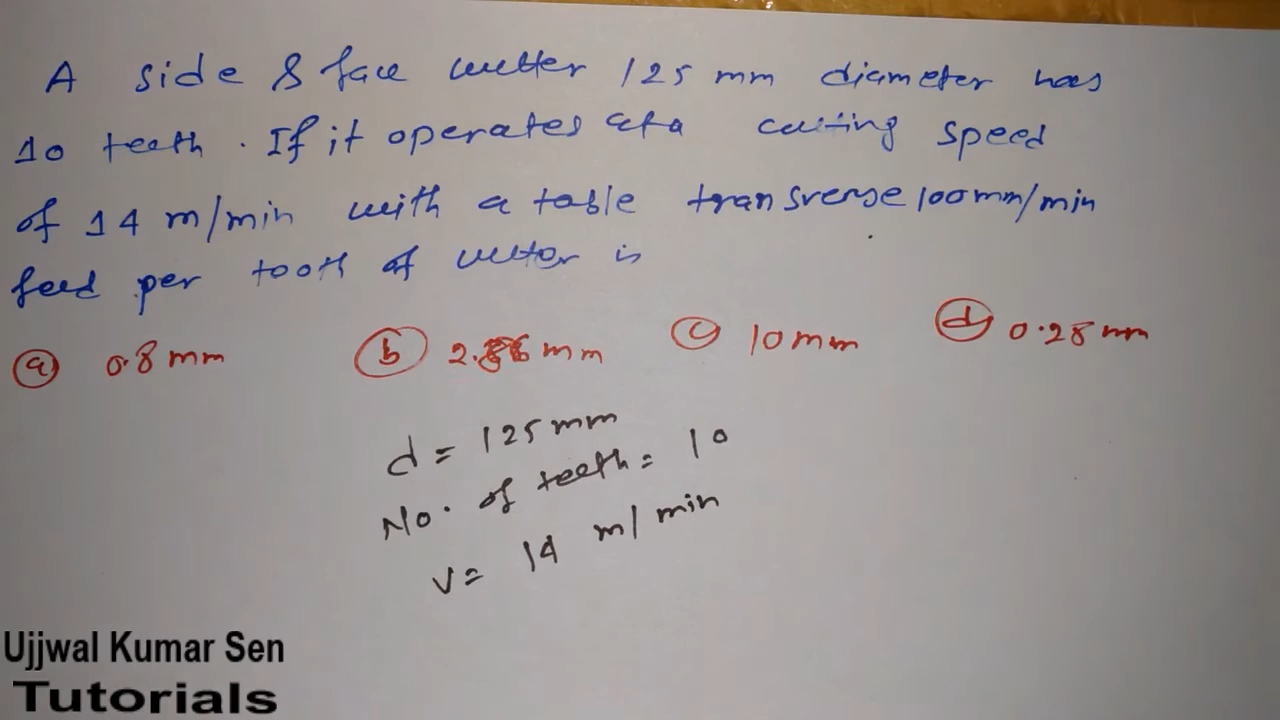 A side & face cutter 125 mm diameter has
10 teeth. If it operates at a cutting speed
of 14 m/min with a table transverse 100 mm/min
feed per tooth of cutter is
(a) 0.8 mm (b) 2. mm (c) 10 mm (d) 0.28 mm
d = 125 mm
No. of teeth = 10
v = 14 m/min
Ujjwal Kumar Sen
Tutorials